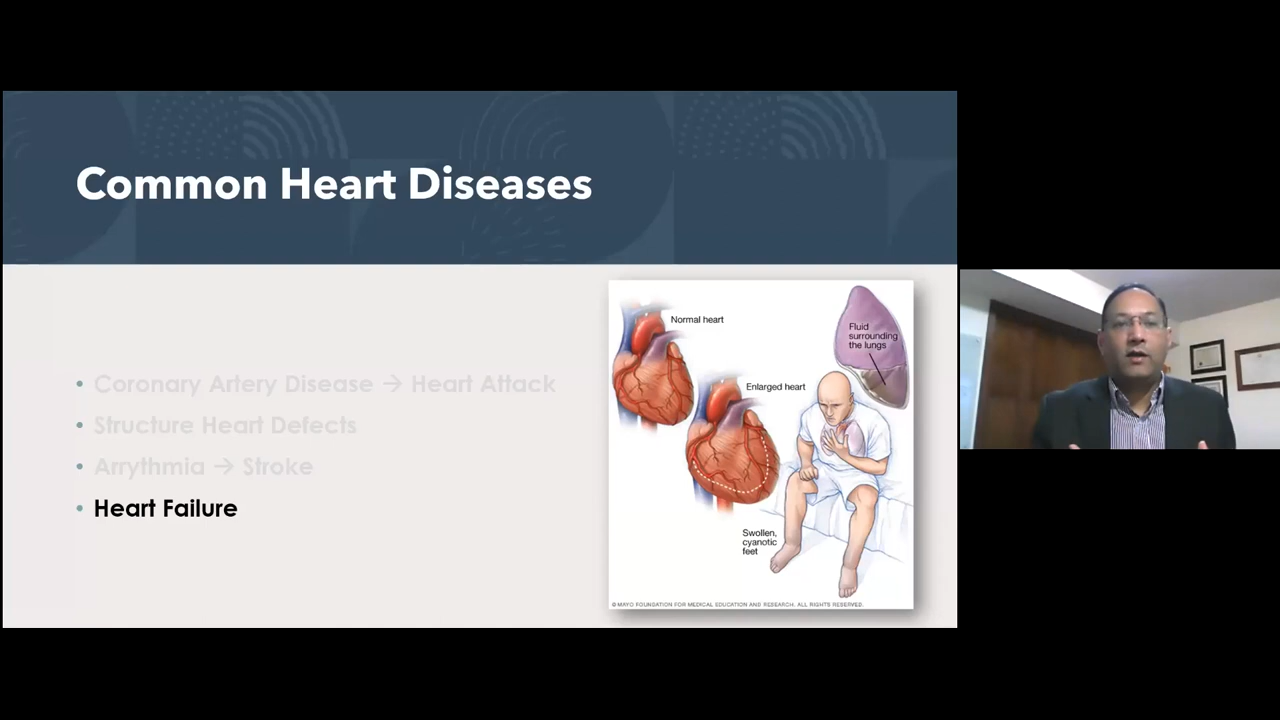 Common Heart Diseases
• Coronary Artery Disease → Heart Attack
• Structure Heart Defects
• Arrythmia → Stroke
• Heart Failure
Normal heart
Enlarged heart
Fluid
surrounding
the lungs
Swollen,
cyanotic
feet
© MAYO FOUNDATION FOR MEDICAL EDUCATION AND RESEARCH. ALL RIGHTS RESERVED.